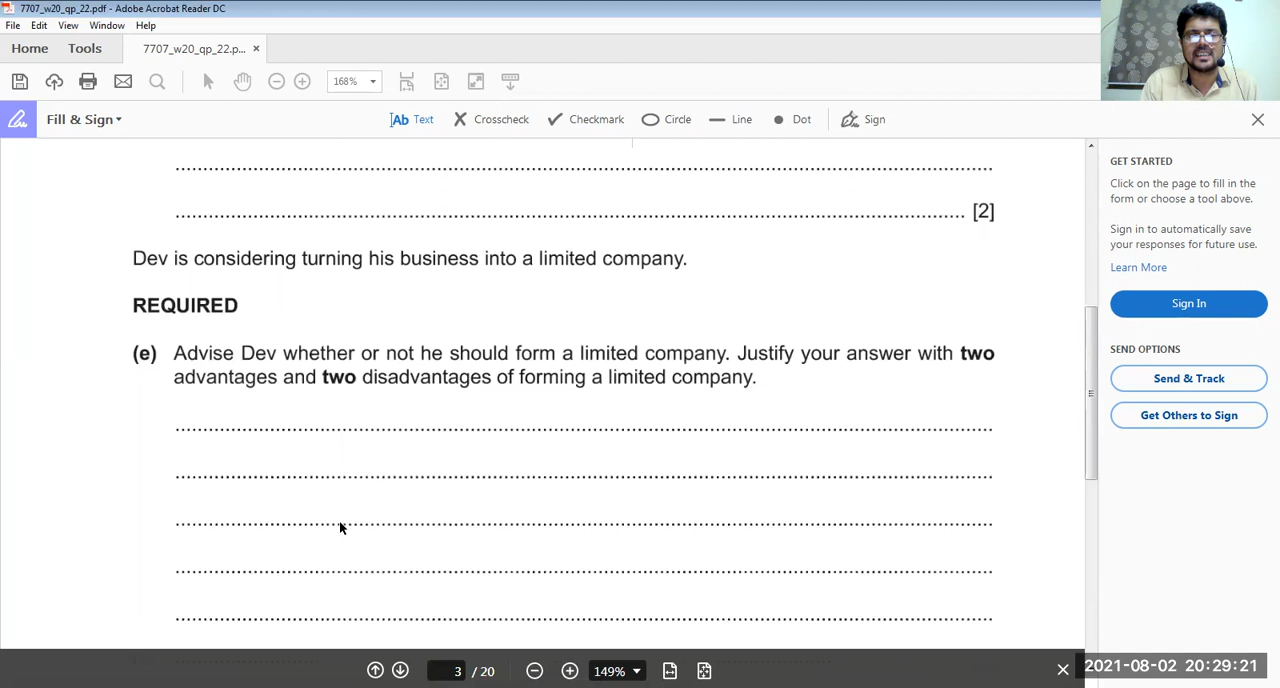 7707_w20_qp_22.pdf - Adobe Acrobat Reader DC
File Edit View Window Help
Home Tools 7707_w20_qp_22.p... ×
168%
Fill & Sign
Ab Text Crosscheck Checkmark Circle Line Dot Sign
[2]
Dev is considering turning his business into a limited company.
REQUIRED
(e) Advise Dev whether or not he should form a limited company. Justify your answer with two
advantages and two disadvantages of forming a limited company.
GET STARTED
Click on the page to fill in the
form or choose a tool above.
Sign in to automatically save
your responses for future use.
Learn More
Sign In
SEND OPTIONS
Send & Track
Get Others to Sign
3 / 20 149%
2021-08-02 20:29:21